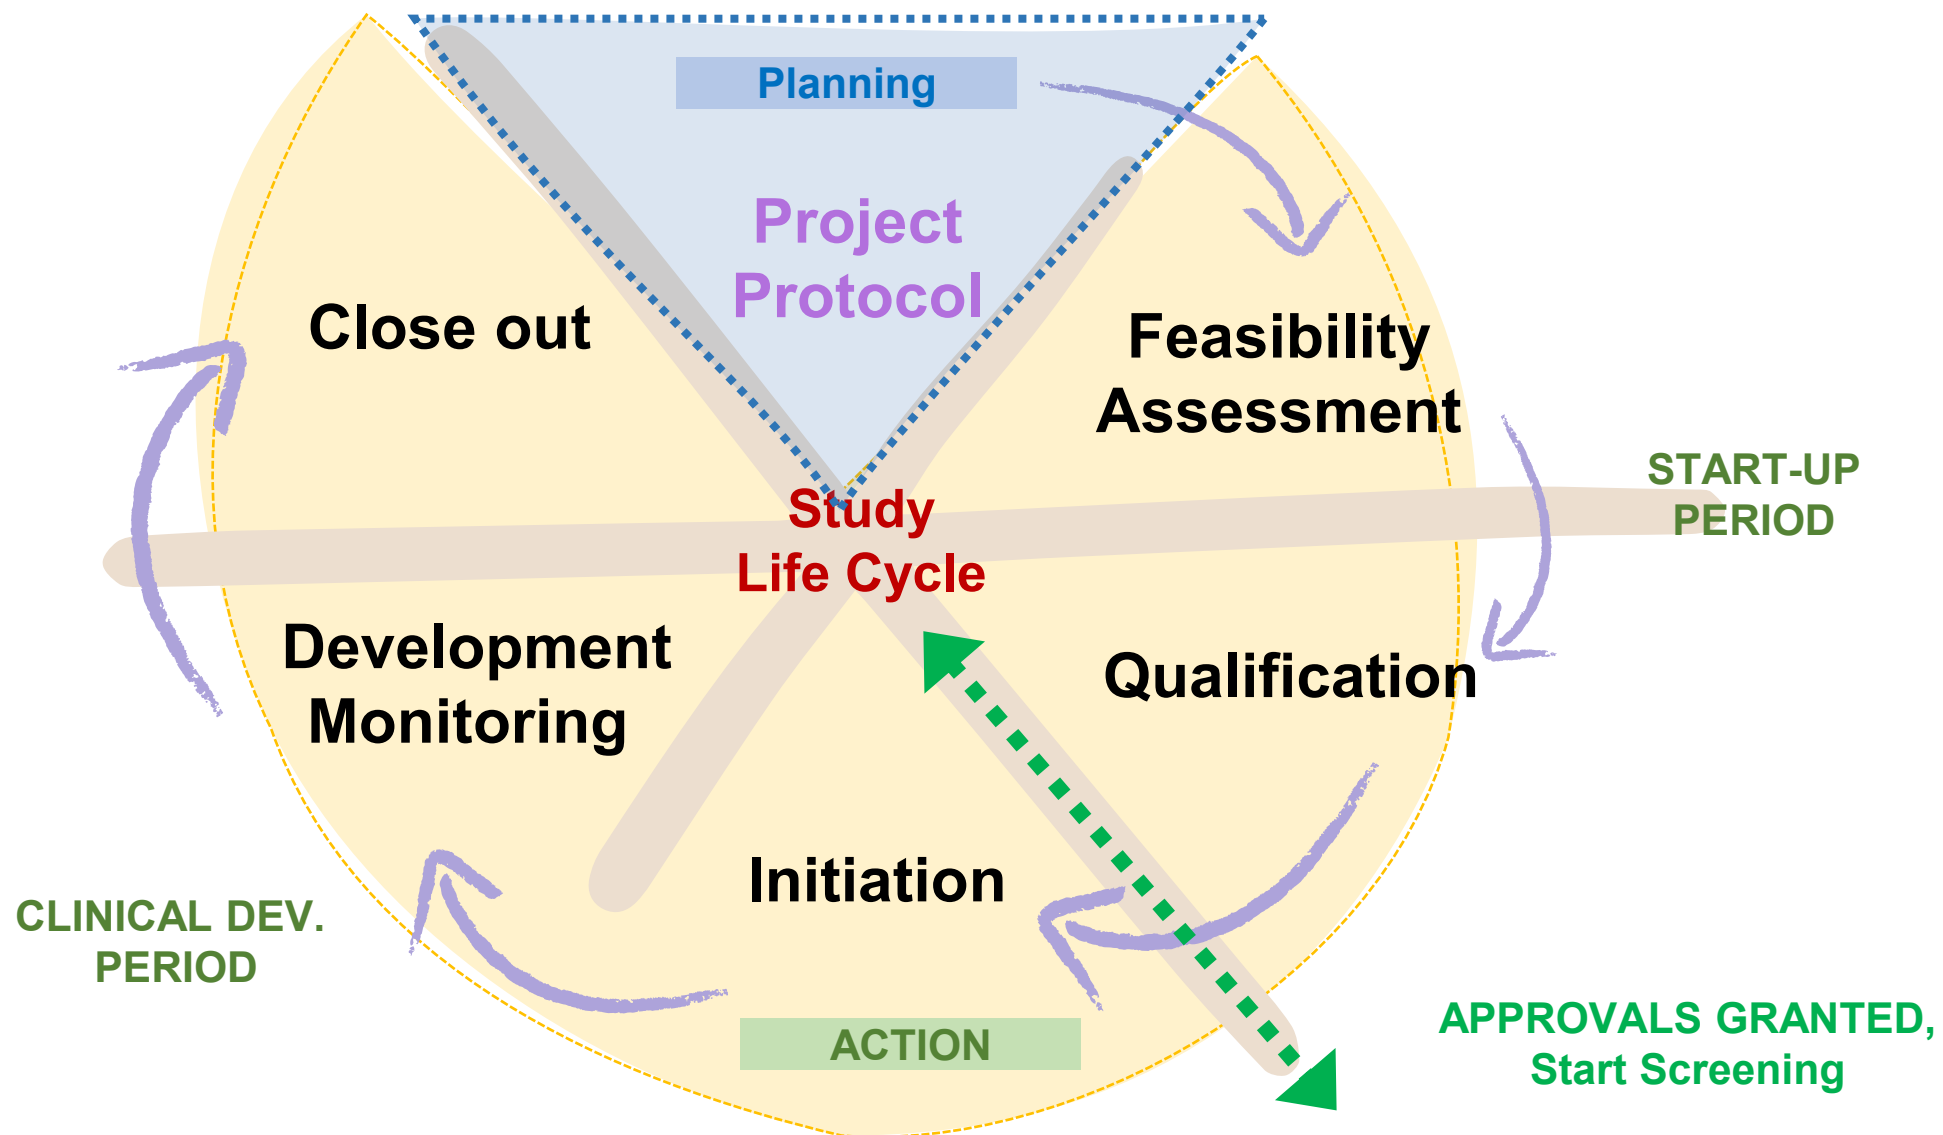 Planning
Project
Protocol
Close out
Feasibility
Assessment
START-UP
PERIOD
Study
Life Cycle
Development
Monitoring
Qualification
Initiation
CLINICAL DEV.
PERIOD
ACTION
APPROVALS GRANTED,
Start Screening